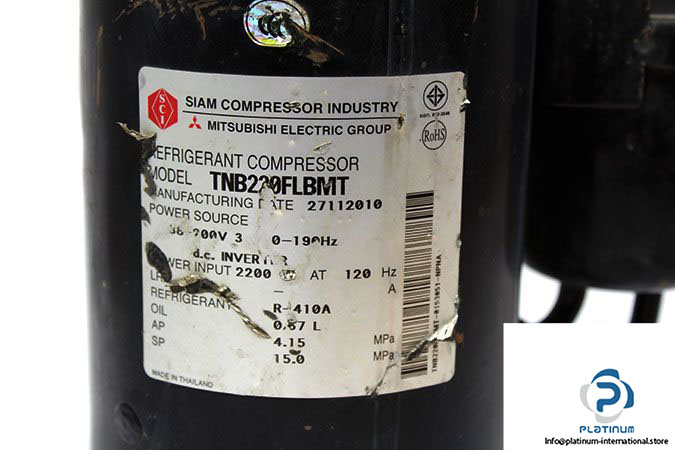 SCI
SIAM COMPRESSOR INDUSTRY
MITSUBISHI ELECTRIC GROUP
RoHS
REFRIGERANT COMPRESSOR
MODEL TNB220FLBMT
MANUFACTURING DATE 27112010
POWER SOURCE
0-190Hz
d.c. INVERTER
POWER INPUT 2200 AT 120 Hz
- A
REFRIGERANT R-410A
OIL 0.87 L
AP 4.15 MPa
SP 15.0 MPa
MADE IN THAILAND
PLATINUM
Info@platinum-international.store